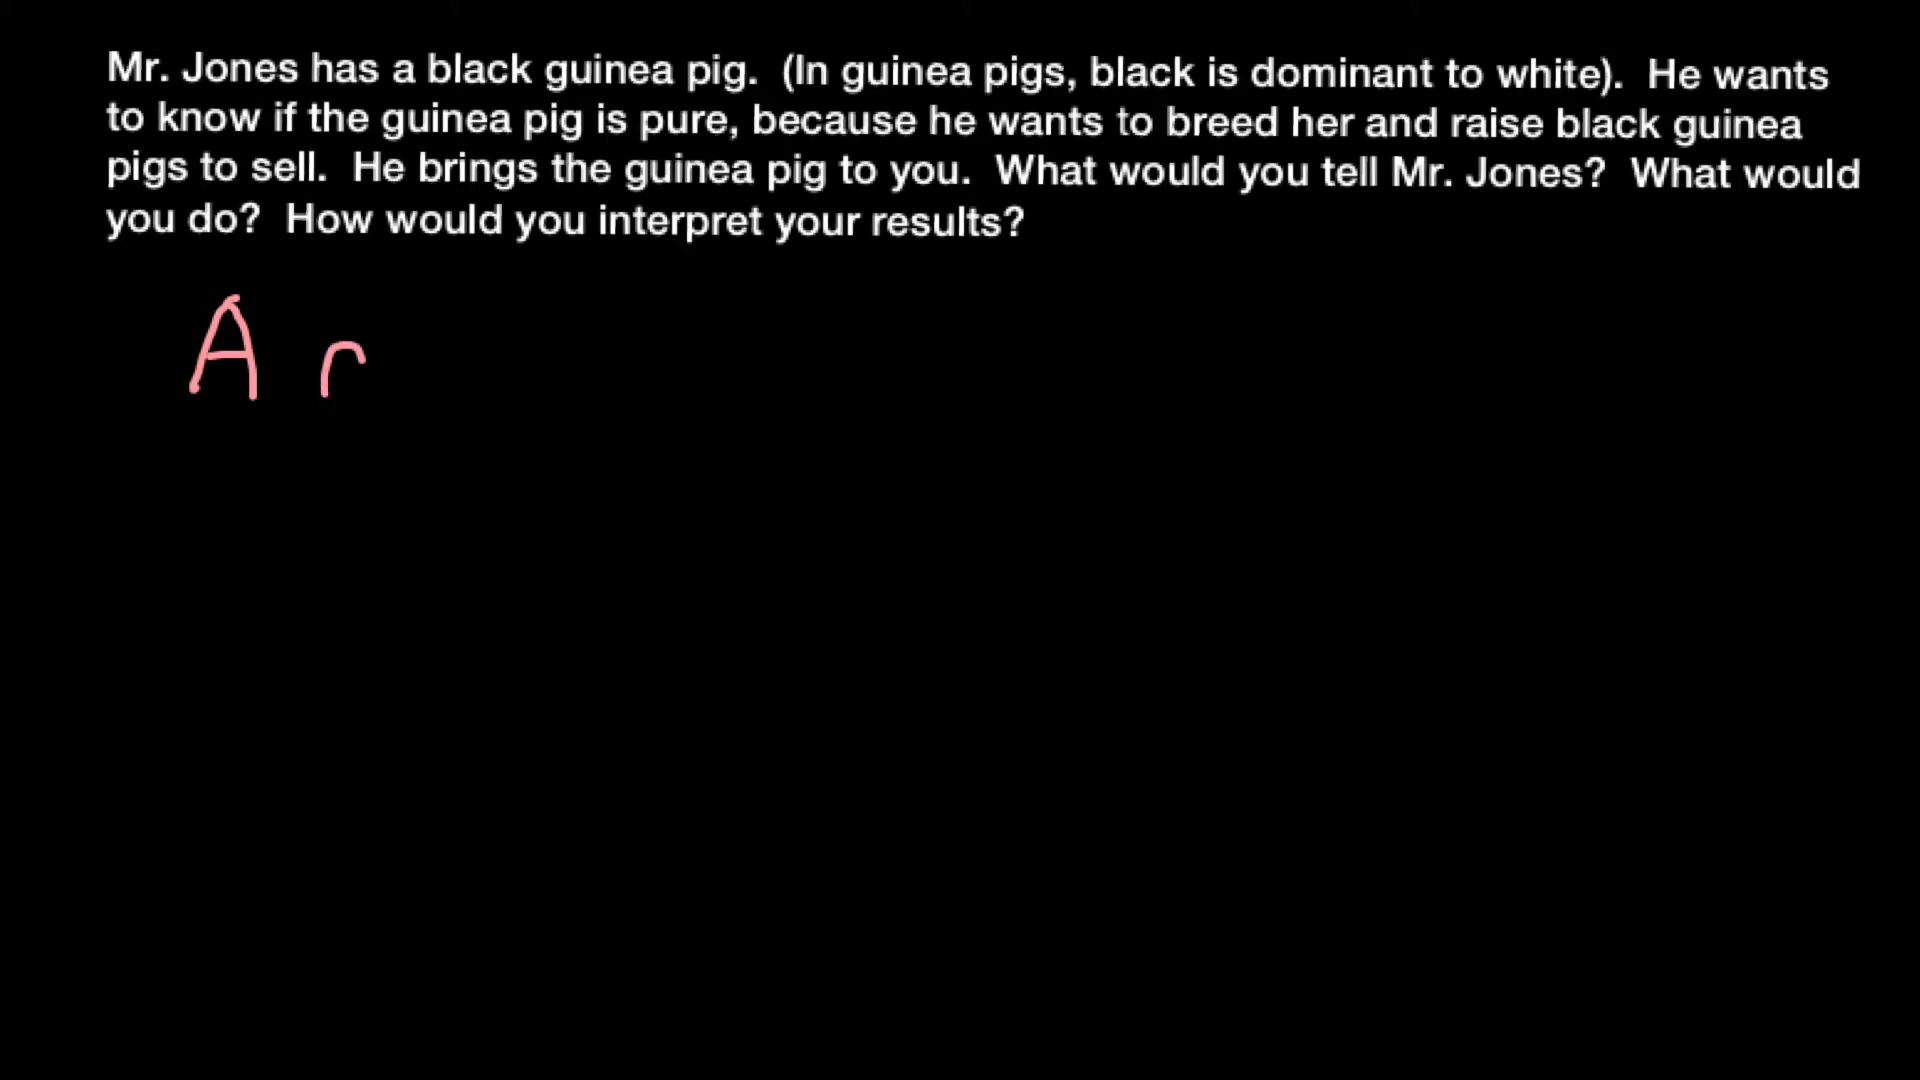 Mr. Jones has a black guinea pig.  (In guinea pigs, black is dominant to white).  He wants
to know if the guinea pig is pure, because he wants to breed her and raise black guinea
pigs to sell.  He brings the guinea pig to you.  What would you tell Mr. Jones?  What would
you do?  How would you interpret your results?
A r